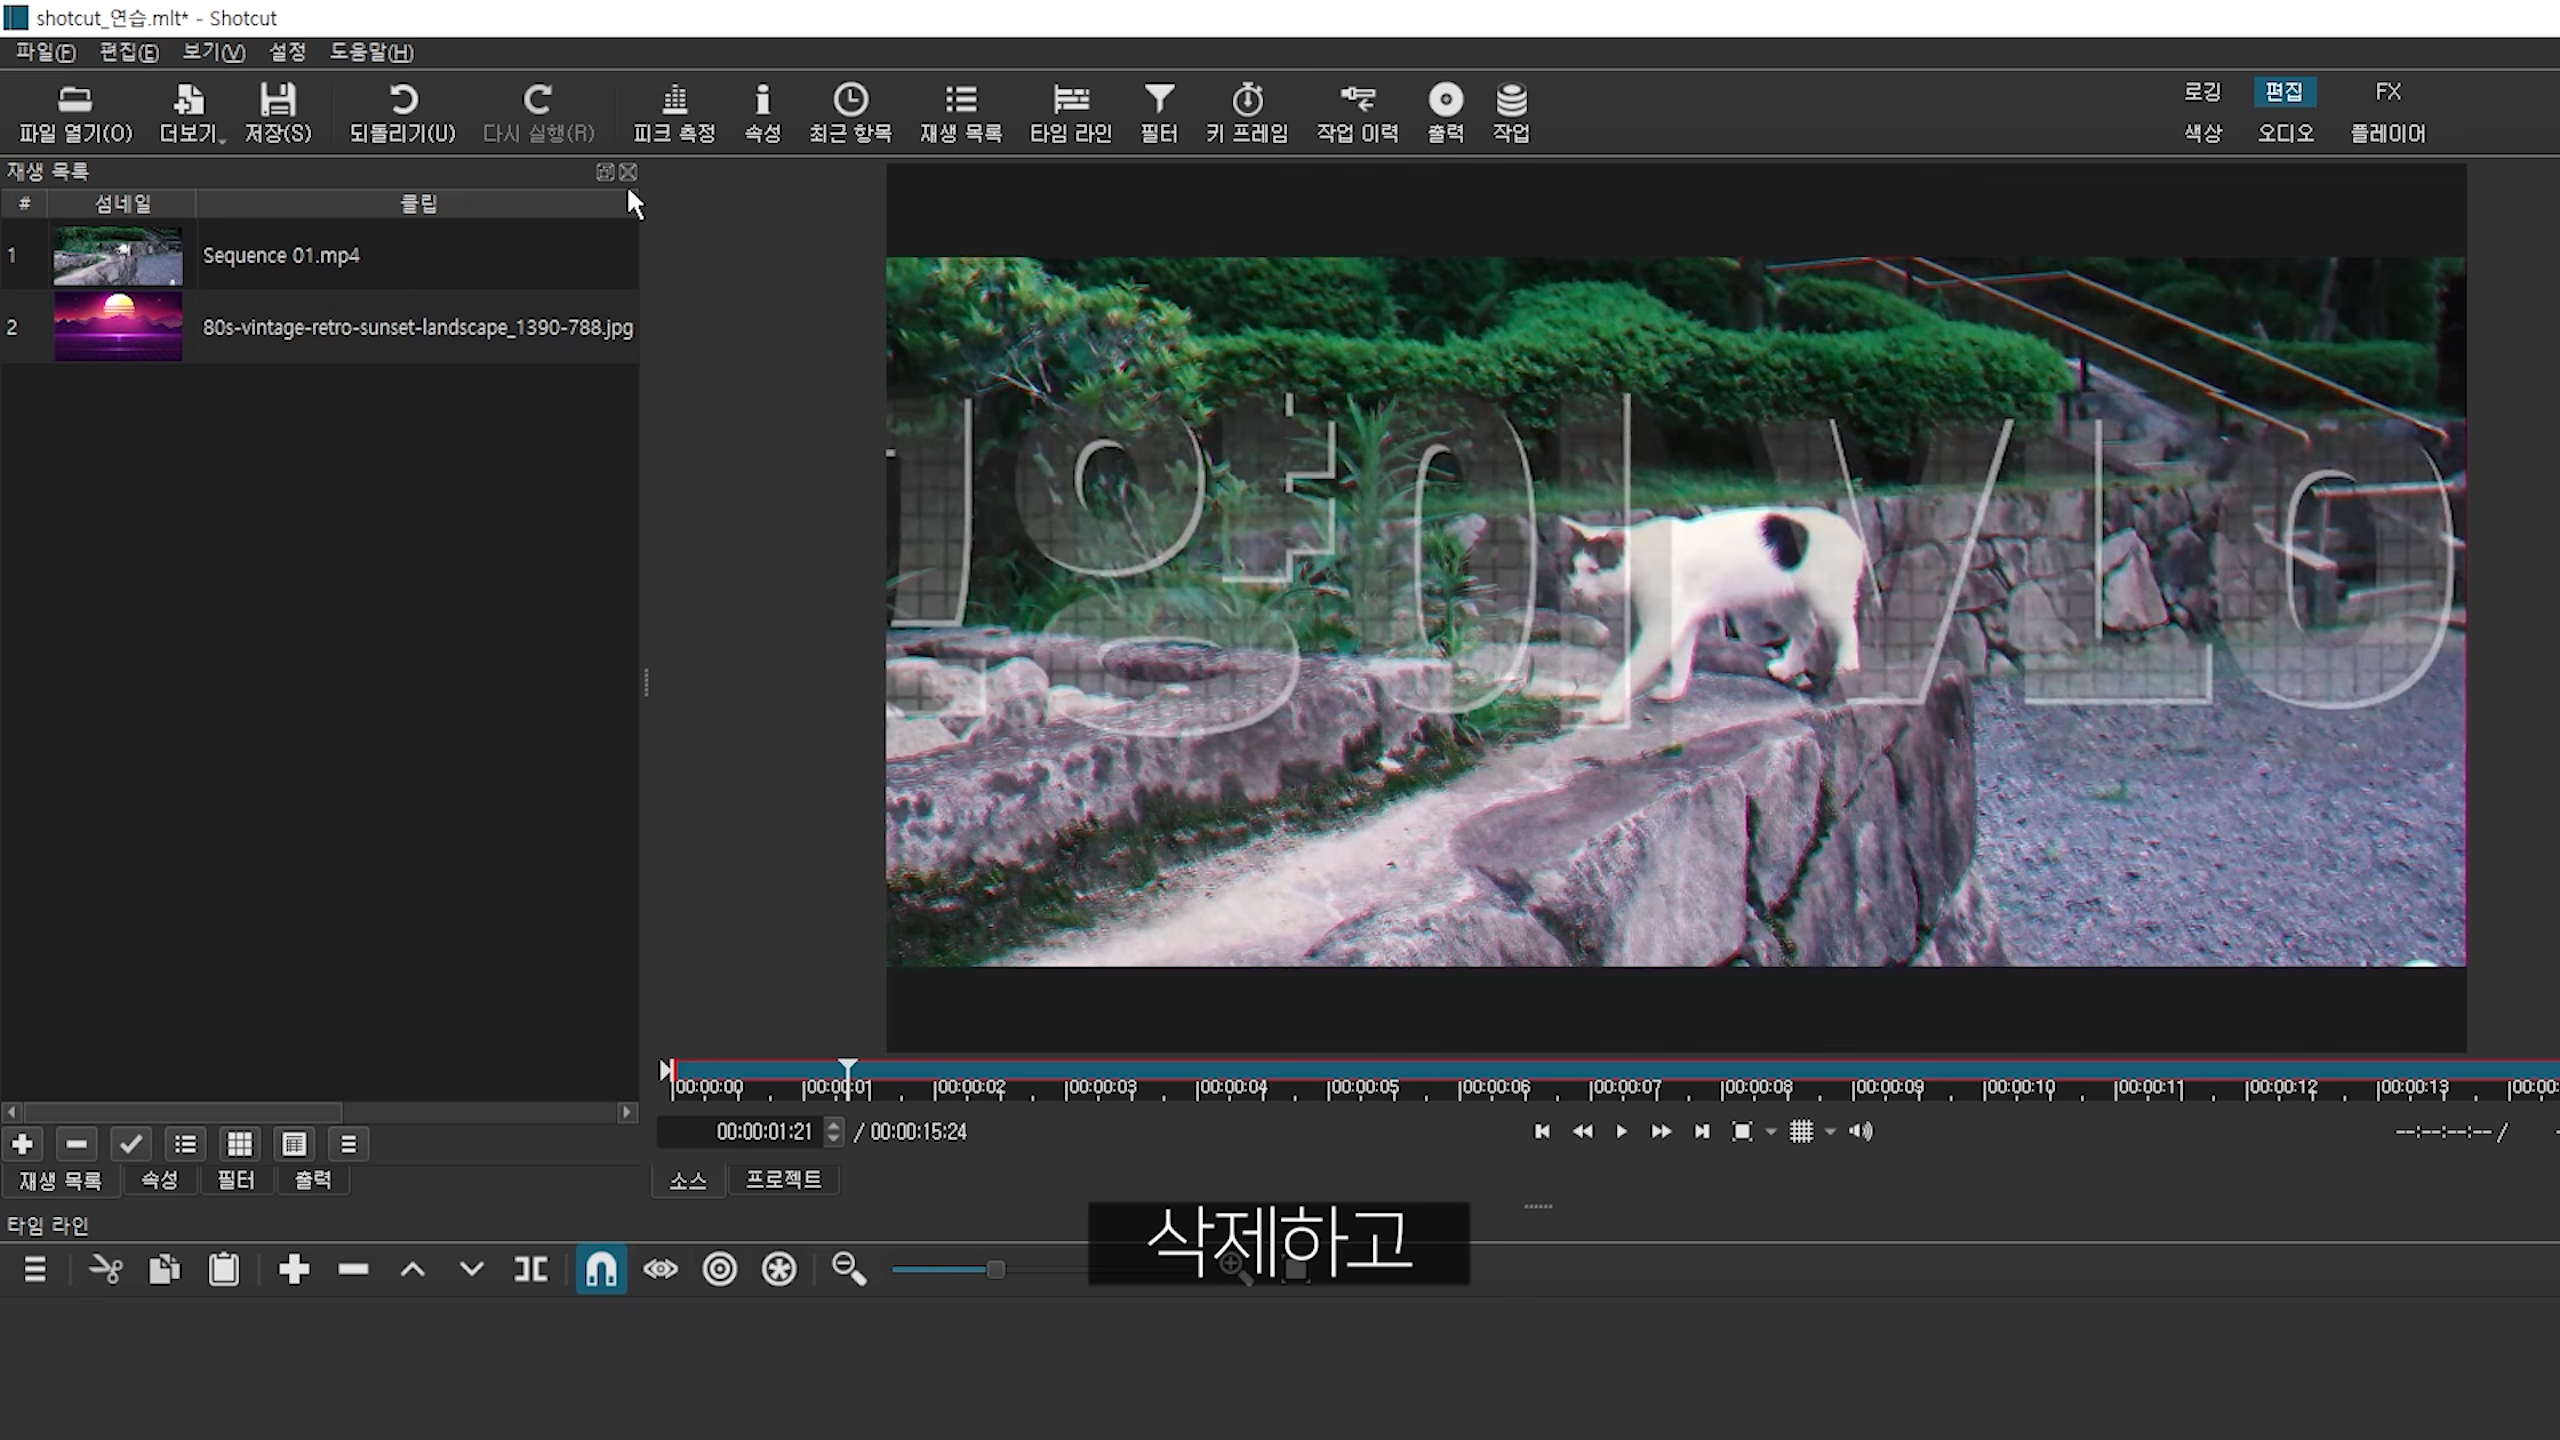 shotcut_연습.mlt* - Shotcut
파일(F) 편집(E) 보기(V) 설정 도움말(H)
파일 열기(O) 더보기 저장(S) 되돌리기(U) 다시 실행(R) 피크 측정 속성 최근 항목 재생 목록 타임 라인 필터 키 프레임 작업 이력 출력 작업
로깅 편집 FX
색상 오디오 플레이어
재생 목록
# 섬네일 클립
1 Sequence 01.mp4
2 80s-vintage-retro-sunset-landscape_1390-788.jpg
VLO
00:00:00 00:00:01 00:00:02 00:00:03 00:00:04 00:00:05 00:00:06 00:00:07 00:00:08 00:00:09 00:00:10 00:00:11 00:00:12 00:00:13 00:00:
00:00:01:21 / 00:00:15:24
--:--:--:-- /
재생 목록 속성 필터 출력
소스 프로젝트
타임 라인
삭제하고